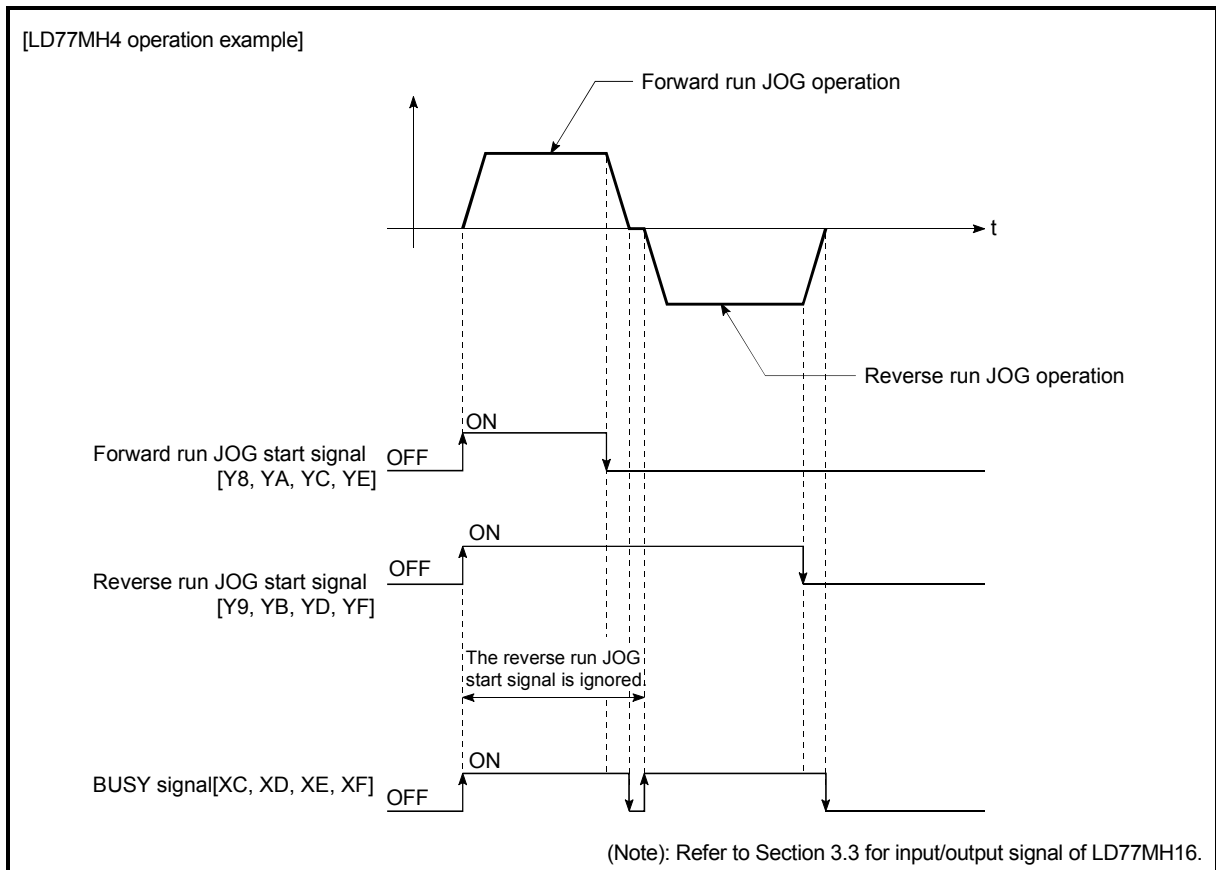 [LD77MH4 operation example]
Forward run JOG operation
t
Reverse run JOG operation
ON
Forward run JOG start signal
[Y8, YA, YC, YE]
OFF
ON
Reverse run JOG start signal
[Y9, YB, YD, YF]
OFF
The reverse run JOG
start signal is ignored.
ON
BUSY signal[XC, XD, XE, XF]
OFF
(Note): Refer to Section 3.3 for input/output signal of LD77MH16.